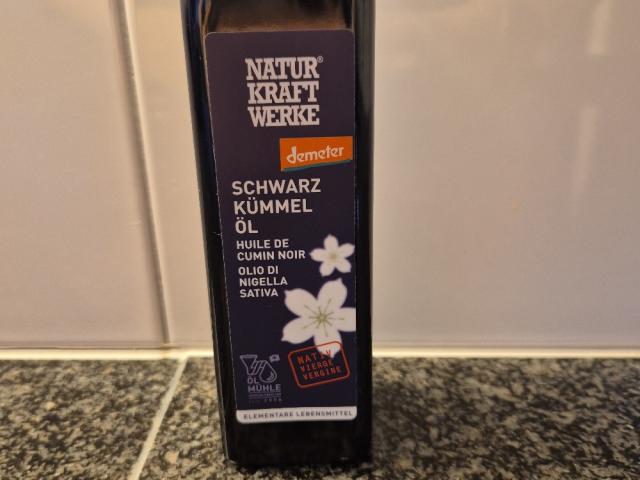 NATUR®
KRAFT
WERKE
demeter
SCHWARZ
KÜMMEL
ÖL
HUILE DE
CUMIN NOIR
OLIO DI
NIGELLA
SATIVA
NATIV
VIERGE
VERGINE
ÖL
MÜHLE
ELEMENTARE LEBENSMITTEL